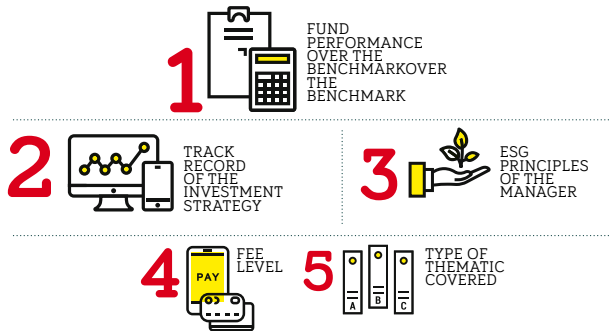 1
FUND
PERFORMANCE
OVER THE
BENCHMARKOVER
THE
BENCHMARK
2
TRACK
RECORD
OF THE
INVESTMENT
STRATEGY
3
ESG
PRINCIPLES
OF THE
MANAGER
4
PAY
FEE
LEVEL
5
A
B
C
TYPE OF
THEMATIC
COVERED